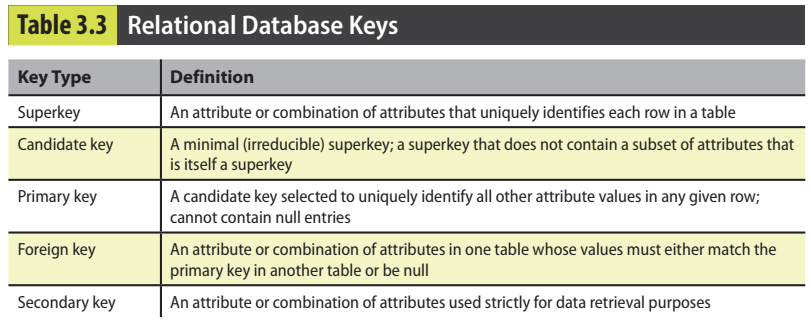 Table 3.3 Relational Database Keys
Key Type Definition
Superkey An attribute or combination of attributes that uniquely identifies each row in a table
Candidate key A minimal (irreducible) superkey; a superkey that does not contain a subset of attributes that
is itself a superkey
Primary key A candidate key selected to uniquely identify all other attribute values in any given row;
cannot contain null entries
Foreign key An attribute or combination of attributes in one table whose values must either match the
primary key in another table or be null
Secondary key An attribute or combination of attributes used strictly for data retrieval purposes